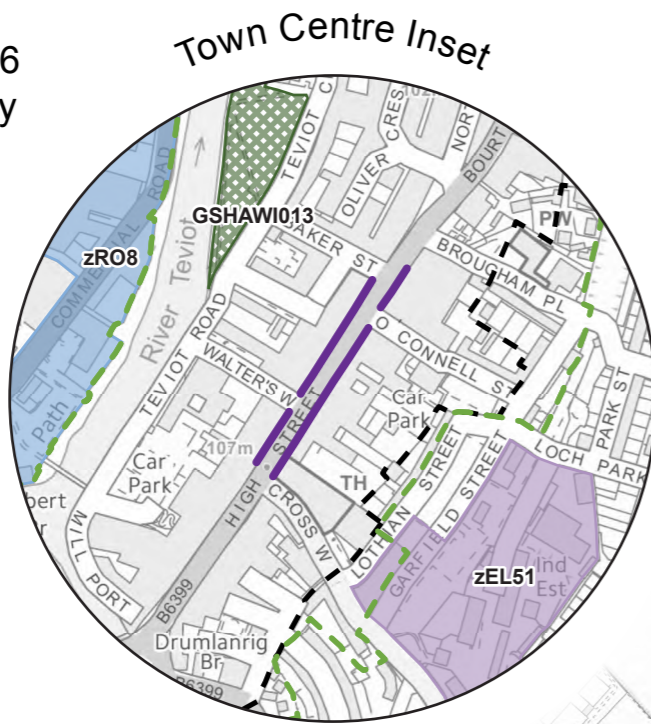 6
y
Town Centre Inset
102
TEVIOT C
CRES
OLIVER
NOR
BOURT
COMMERCIAL ROAD
zRO8
GSHAWI013
BAKER ST
PW
BROUGHAM PL
River Teviot
TEVIOT ROAD
WALTER'S W
O CONNELL ST
Path
Car
Park
PARK ST
107m
HIGH STREET
LOCH PARK
Car
Park
TH
CROSS W
LOTHIAN STREET
GARFIELD STREET
bert
r
MILL PORT
zEL51
Ind
Est
B6399
Drumlanrig
Br
B6399